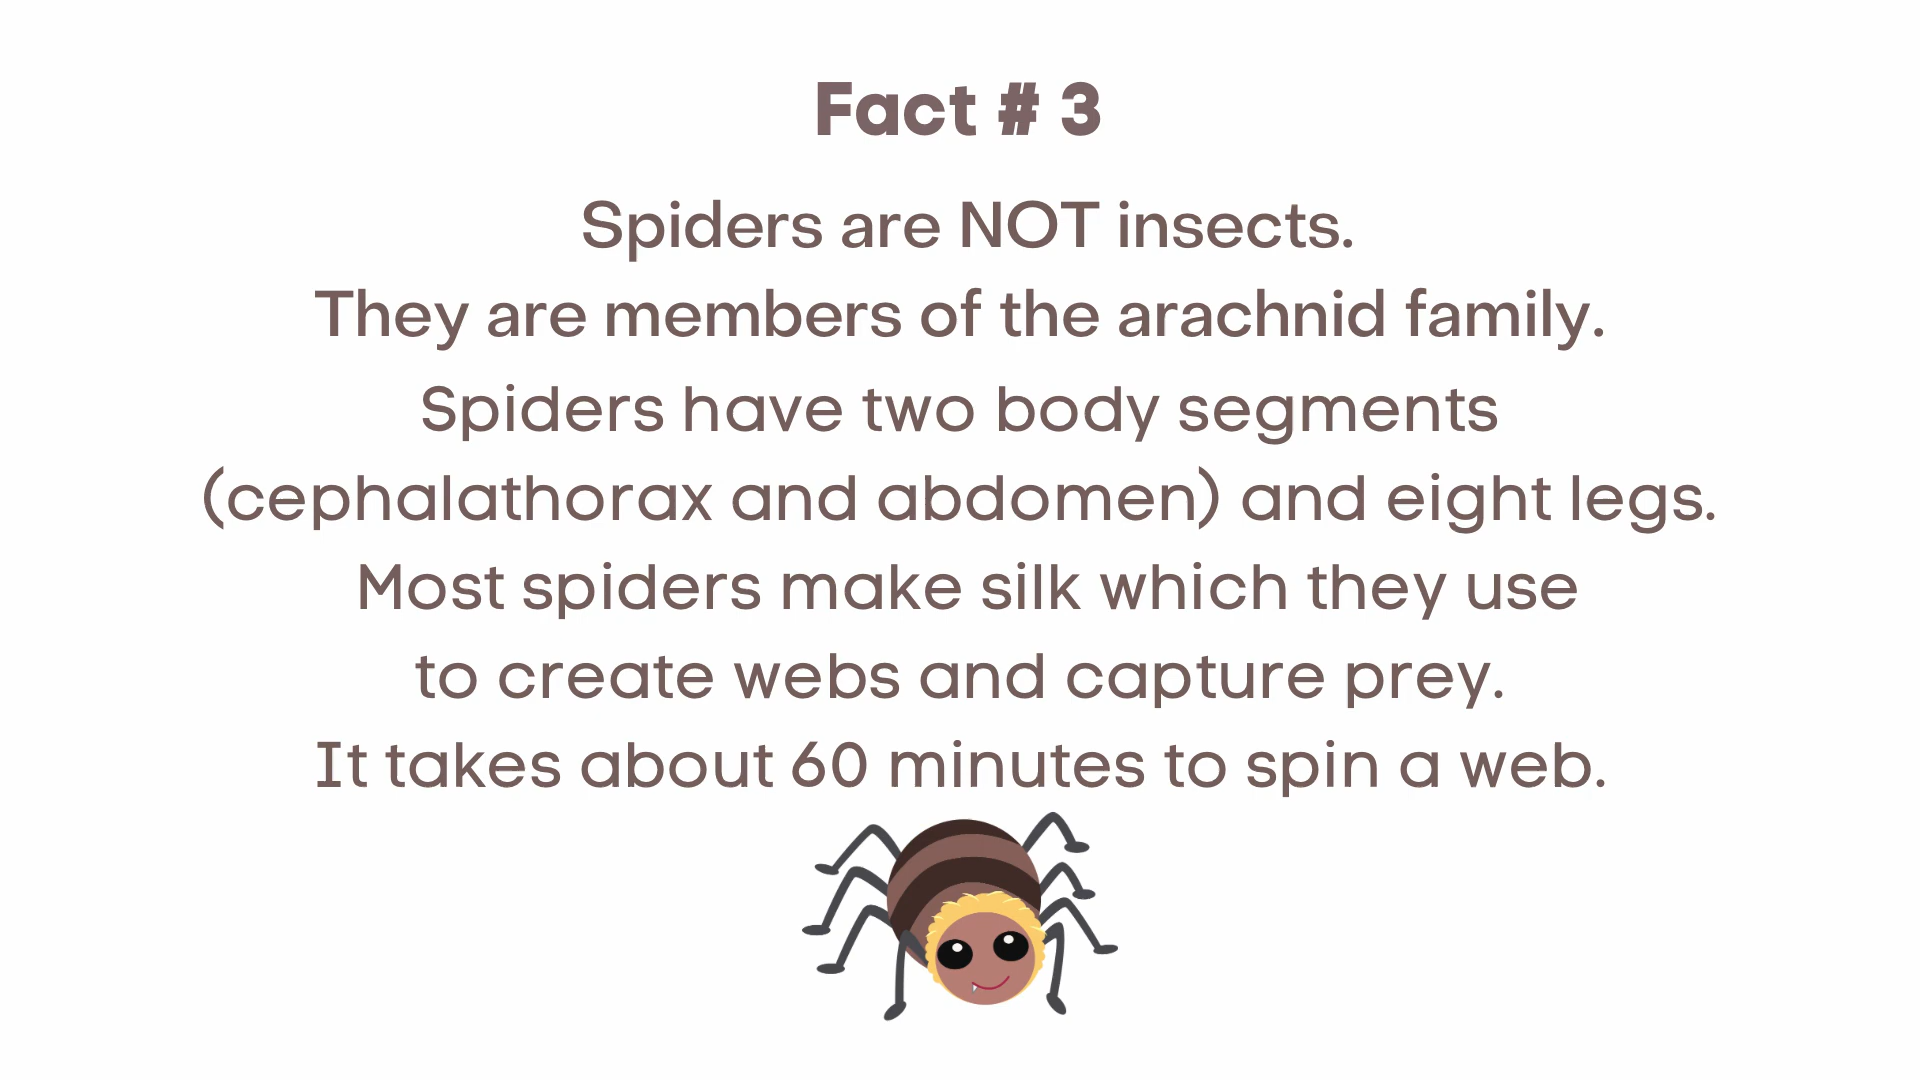 Fact # 3
Spiders are NOT insects.
They are members of the arachnid family.
Spiders have two body segments
(cephalathorax and abdomen) and eight legs.
Most spiders make silk which they use
to create webs and capture prey.
It takes about 60 minutes to spin a web.